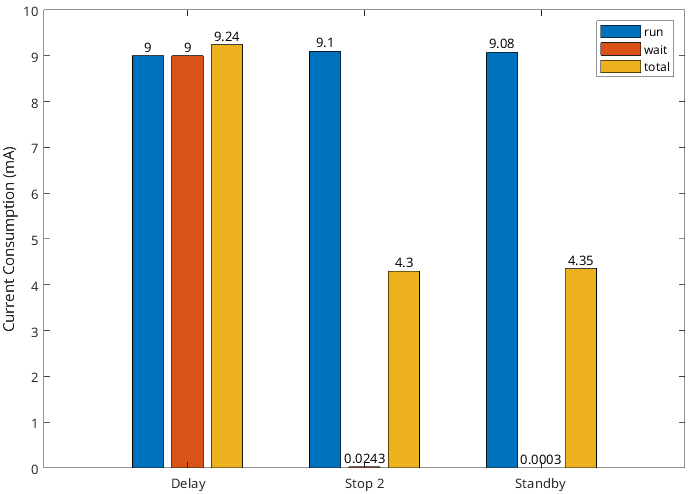 10
9
8
7
6
5
4
3
2
1
0
Current Consumption (mA)
9
9
9.24
9.1
0.0243
4.3
9.08
0.0003
4.35
run
wait
total
Delay
Stop 2
Standby